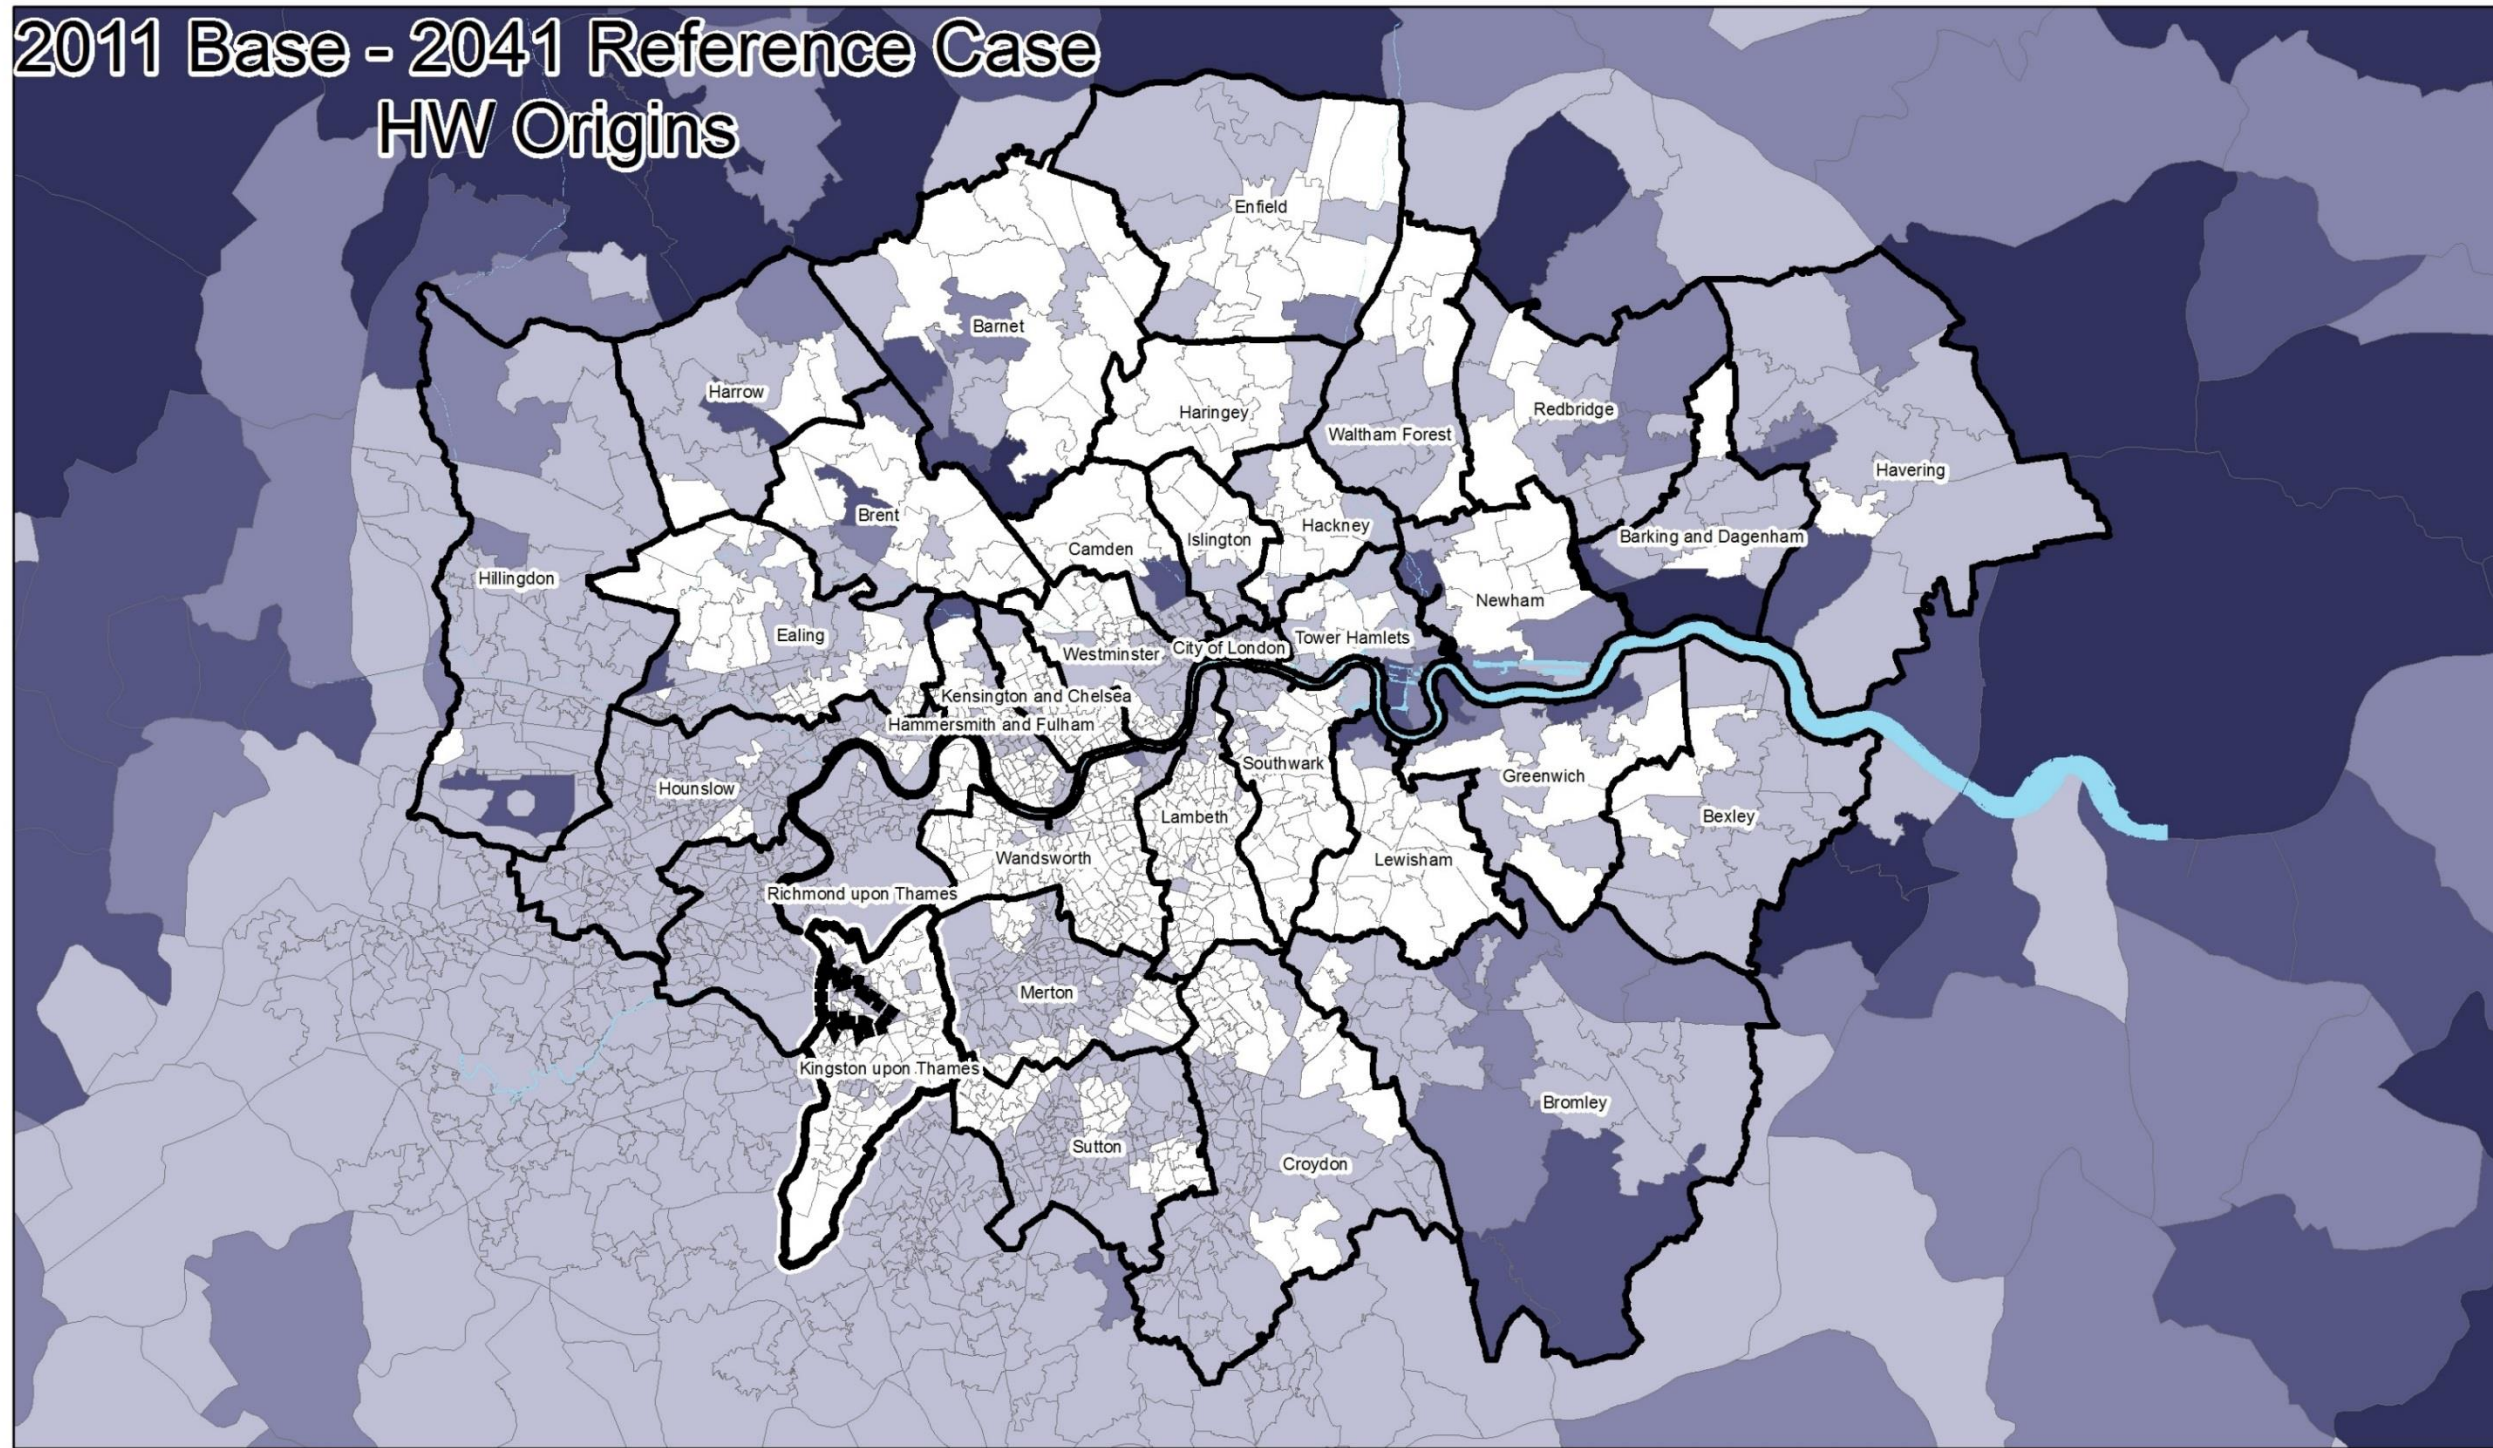 2011 Base - 2041 Reference Case
HW Origins
Enfield
Barnet
Harrow
Haringey
Redbridge
Waltham Forest
Havering
Brent
Hackney
Barking and Dagenham
Islington
Camden
Hillingdon
Newham
Ealing
Tower Hamlets
City of London
Westminster
Kensington and Chelsea
Hammersmith and Fulham
Southwark
Greenwich
Hounslow
Lambeth
Bexley
Wandsworth
Lewisham
Richmond upon Thames
Merton
Kingston upon Thames
Bromley
Sutton
Croydon